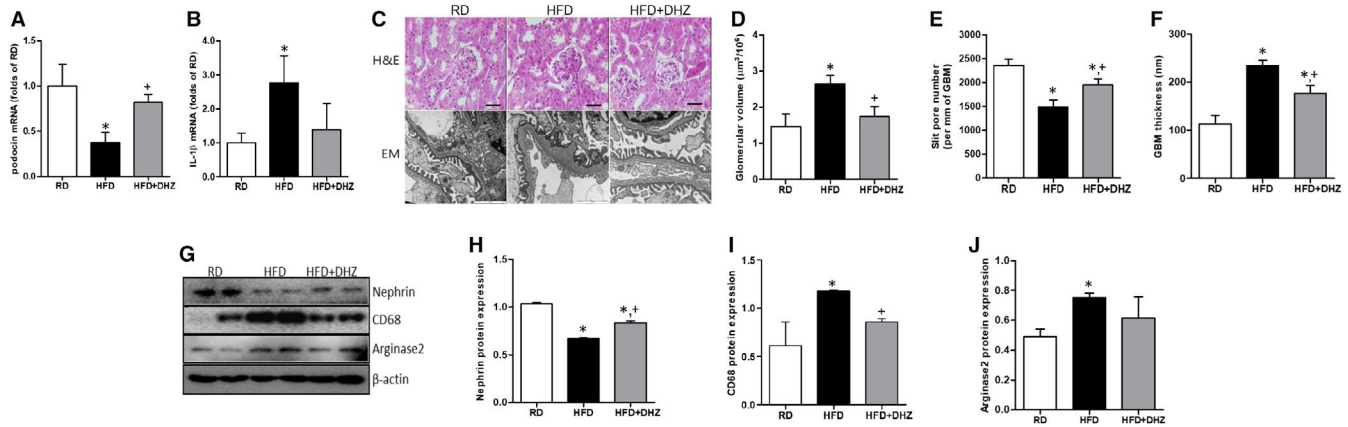 A
podocin mRNA (folds of RD)
1.5
1.0
0.5
0.0
*
+
RD
HFD
HFD+DHZ
B
IL-1β mRNA (folds of RD)
4.0
3.0
2.0
1.0
0.0
*
RD
HFD
HFD+DHZ
C
RD
HFD
HFD+DHZ
H&E
EM
D
Glomerular volume (μm³/10⁶)
4
3
2
1
0
*
+
RD
HFD
HFD+DHZ
E
Slit pore number
(per mm of GBM)
3000
2500
2000
1500
1000
500
0
*
*,+
RD
HFD
HFD+DHZ
F
GBM thickness (nm)
300
200
100
0
*
*,+
RD
HFD
HFD+DHZ
G
RD
HFD
HFD+DHZ
Nephrin
CD68
Arginase2
β-actin
H
Nephrin protein expression
1.5
1.0
0.5
0.0
*
*,+
RD
HFD
HFD+DHZ
I
CD68 protein expression
1.5
1.0
0.5
0.0
*
+
RD
HFD
HFD+DHZ
J
Arginase2 protein expression
1.0
0.8
0.6
0.4
0.2
0.0
*
RD
HFD
HFD+DHZ